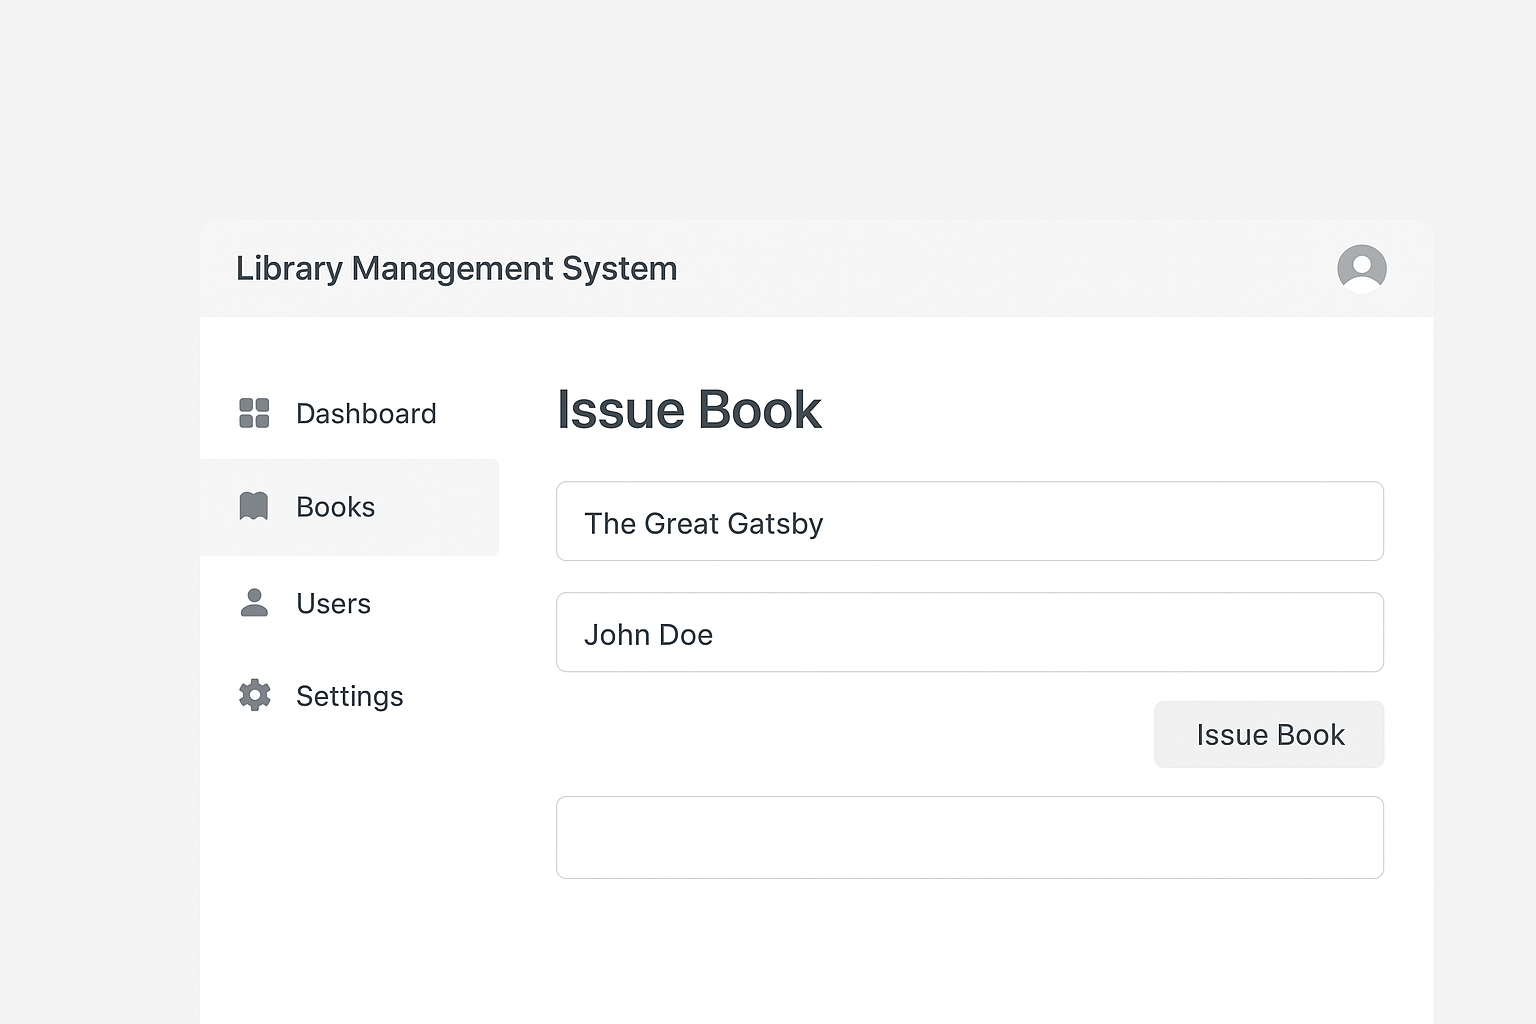 Library Management System
Dashboard
Books
Users
Settings
Issue Book
The Great Gatsby
John Doe
Issue Book